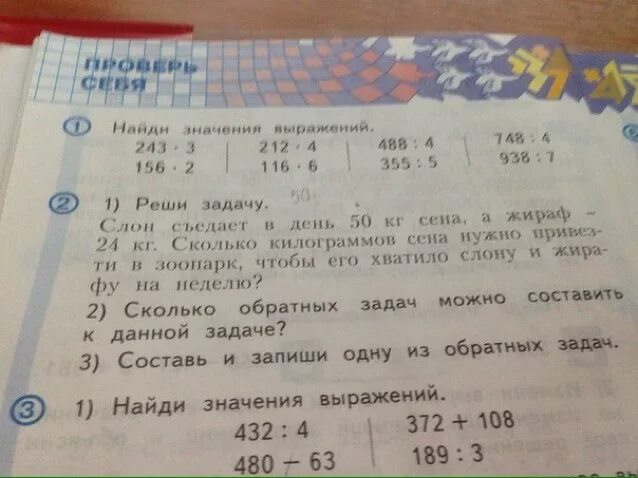 ПРОВЕРЬ
СЕБЯ
1 Найди значения выражений.
243 · 3 212 · 4 488 : 4 748 : 4
156 · 2 116 · 6 355 : 5 938 : 7
50
2 1) Реши задачу.
Слон съедает в день 50 кг сена, а жираф –
24 кг. Сколько килограммов сена нужно привез-
ти в зоопарк, чтобы его хватило слону и жира-
фу на неделю?
2) Сколько обратных задач можно составить
к данной задаче?
3) Составь и запиши одну из обратных задач.
3 1) Найди значения выражений.
432 : 4 372 + 108
480 – 63 189 : 3